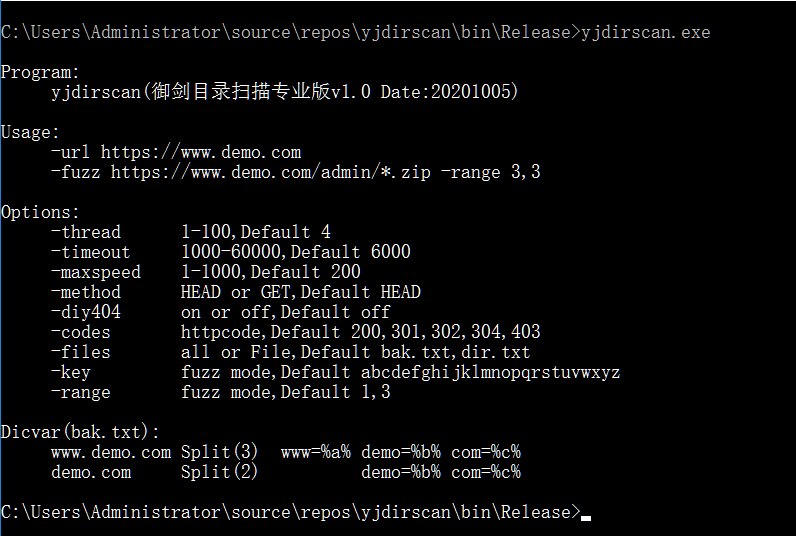 C:\Users\Administrator\source\repos\yjdirscan\bin\Release>yjdirscan.exe
Program:
yjdirscan(御剑目录扫描专业版v1.0 Date:20201005)
Usage:
-url https://www.demo.com
-fuzz https://www.demo.com/admin/*.zip -range 3,3
Options:
-thread 1-100,Default 4
-timeout 1000-60000,Default 6000
-maxspeed 1-1000,Default 200
-method HEAD or GET,Default HEAD
-diy404 on or off,Default off
-codes httpcode,Default 200,301,302,304,403
-files all or File,Default bak.txt,dir.txt
-key fuzz mode,Default abcdefghijklmnopqrstuvwxyz
-range fuzz mode,Default 1,3
Dicvar(bak.txt):
www.demo.com Split(3) www=%a% demo=%b% com=%c%
demo.com Split(2) demo=%b% com=%c%
C:\Users\Administrator\source\repos\yjdirscan\bin\Release>